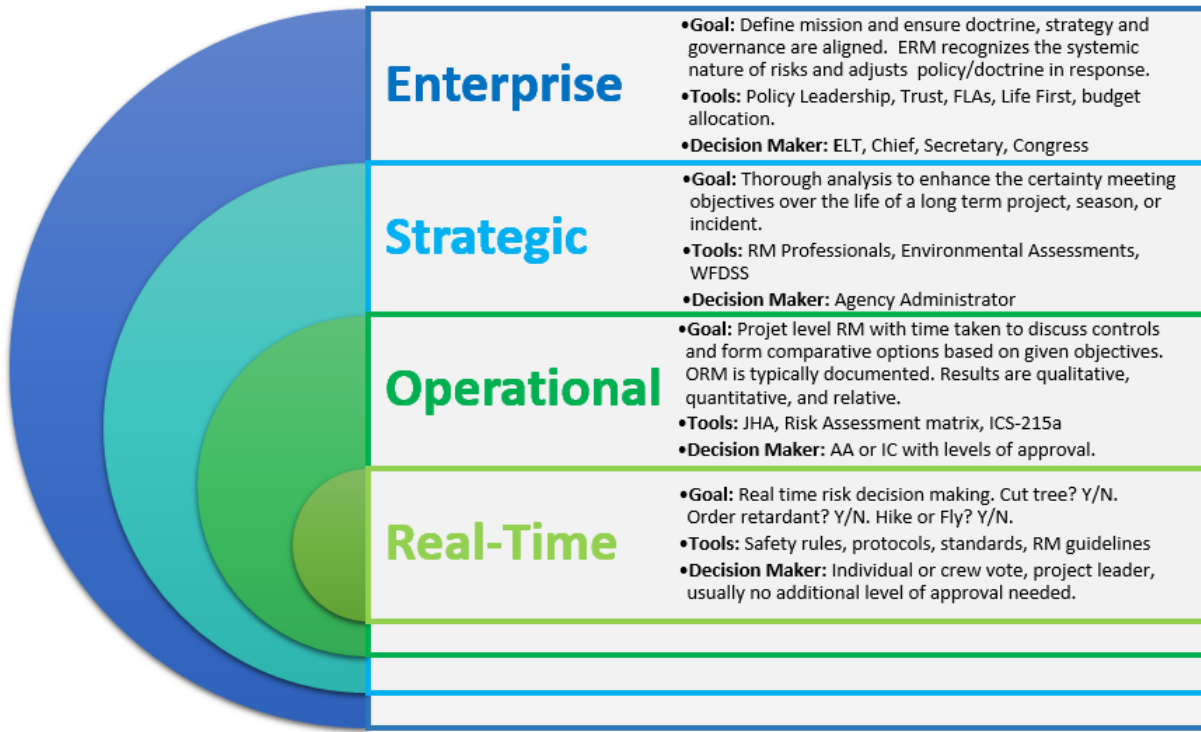 Enterprise
•Goal: Define mission and ensure doctrine, strategy and
governance are aligned.  ERM recognizes the systemic
nature of risks and adjusts  policy/doctrine in response.
•Tools: Policy Leadership, Trust, FLAs, Life First, budget
allocation.
•Decision Maker: ELT, Chief, Secretary, Congress
Strategic
•Goal: Thorough analysis to enhance the certainty meeting
objectives over the life of a long term project, season, or
incident.
•Tools: RM Professionals, Environmental Assessments,
WFDSS
•Decision Maker: Agency Administrator
Operational
•Goal: Projet level RM with time taken to discuss controls
and form comparative options based on given objectives.
ORM is typically documented. Results are qualitative,
quantitative, and relative.
•Tools: JHA, Risk Assessment matrix, ICS-215a
•Decision Maker: AA or IC with levels of approval.
Real-Time
•Goal: Real time risk decision making. Cut tree? Y/N.
Order retardant? Y/N. Hike or Fly? Y/N.
•Tools: Safety rules, protocols, standards, RM guidelines
•Decision Maker: Individual or crew vote, project leader,
usually no additional level of approval needed.